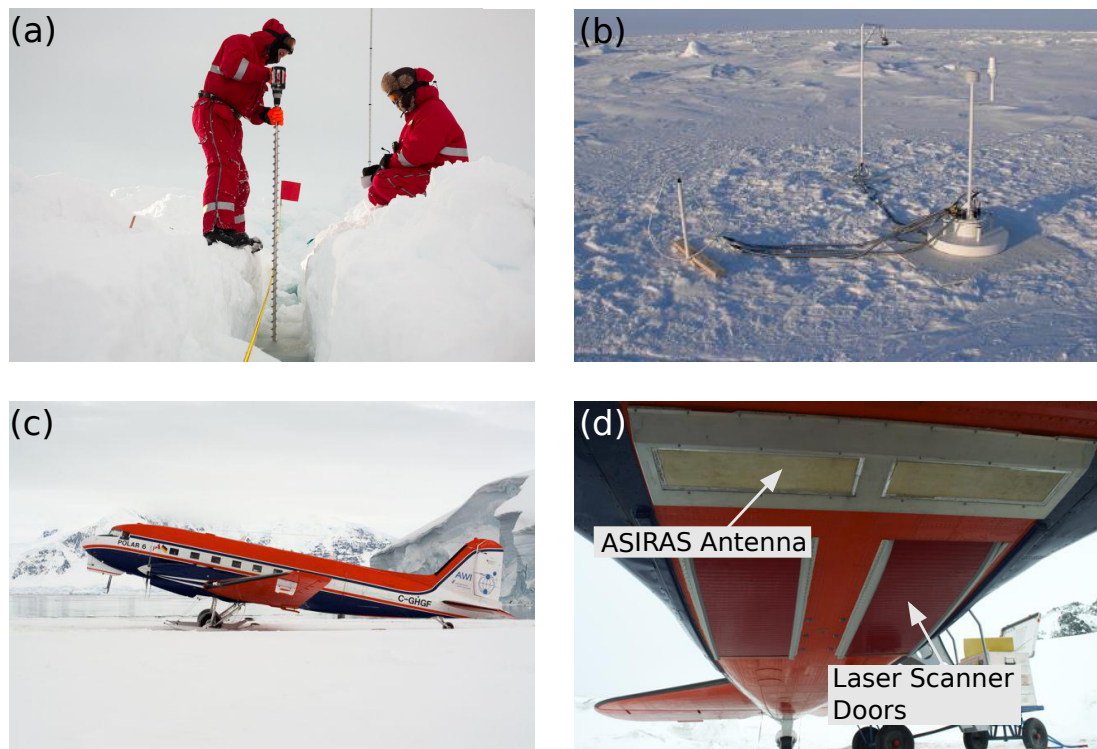 (a)
(b)
(c)
POLAR 6
AWI
C-GHGF
(d)
ASIRAS Antenna
Laser Scanner
Doors